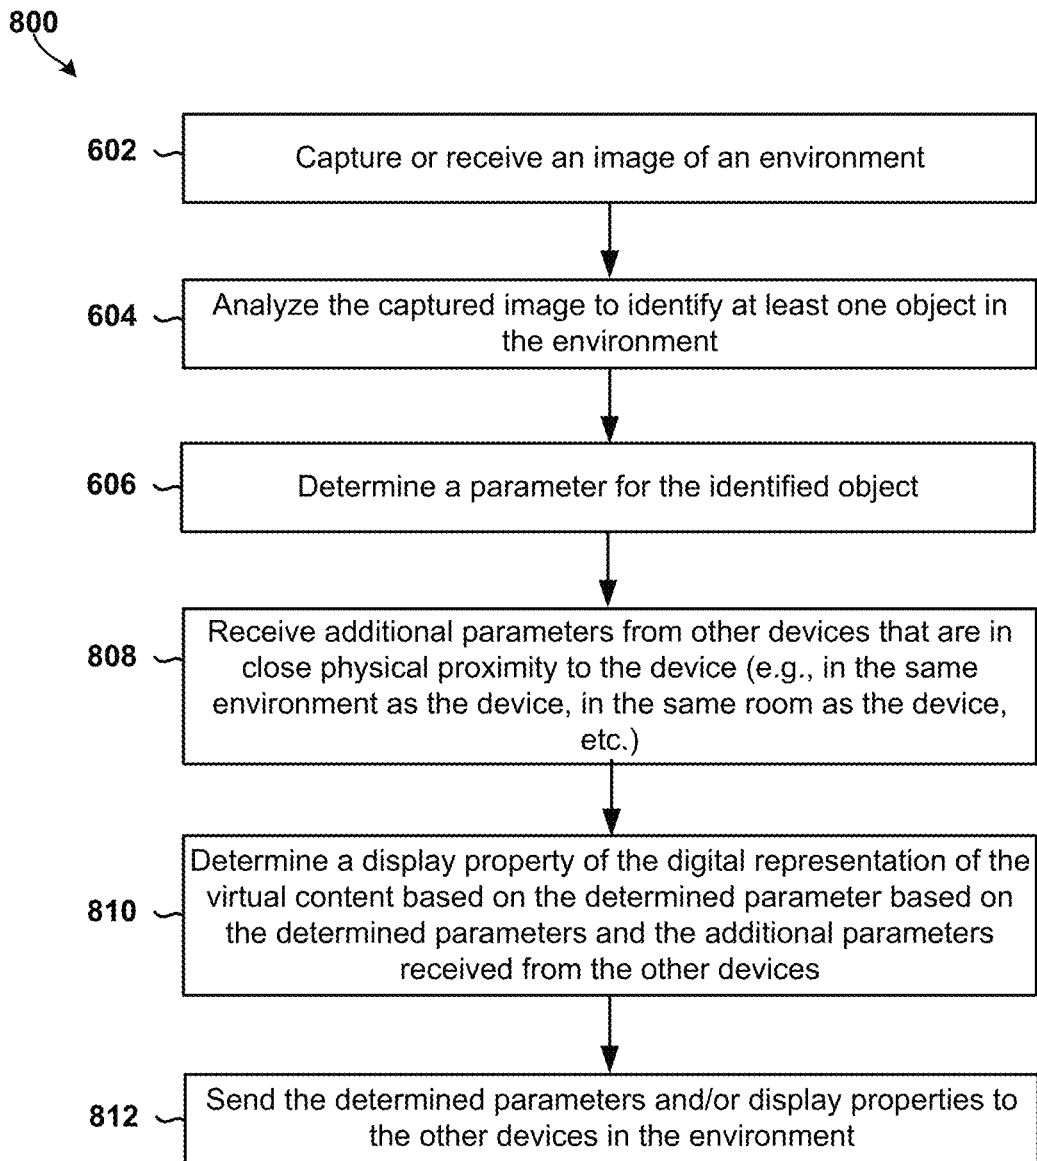 800
602
Capture or receive an image of an environment
604
Analyze the captured image to identify at least one object in
the environment
606
Determine a parameter for the identified object
808
Receive additional parameters from other devices that are in
close physical proximity to the device (e.g., in the same
environment as the device, in the same room as the device,
etc.)
810
Determine a display property of the digital representation of the
virtual content based on the determined parameter based on
the determined parameters and the additional parameters
received from the other devices
812
Send the determined parameters and/or display properties to
the other devices in the environment